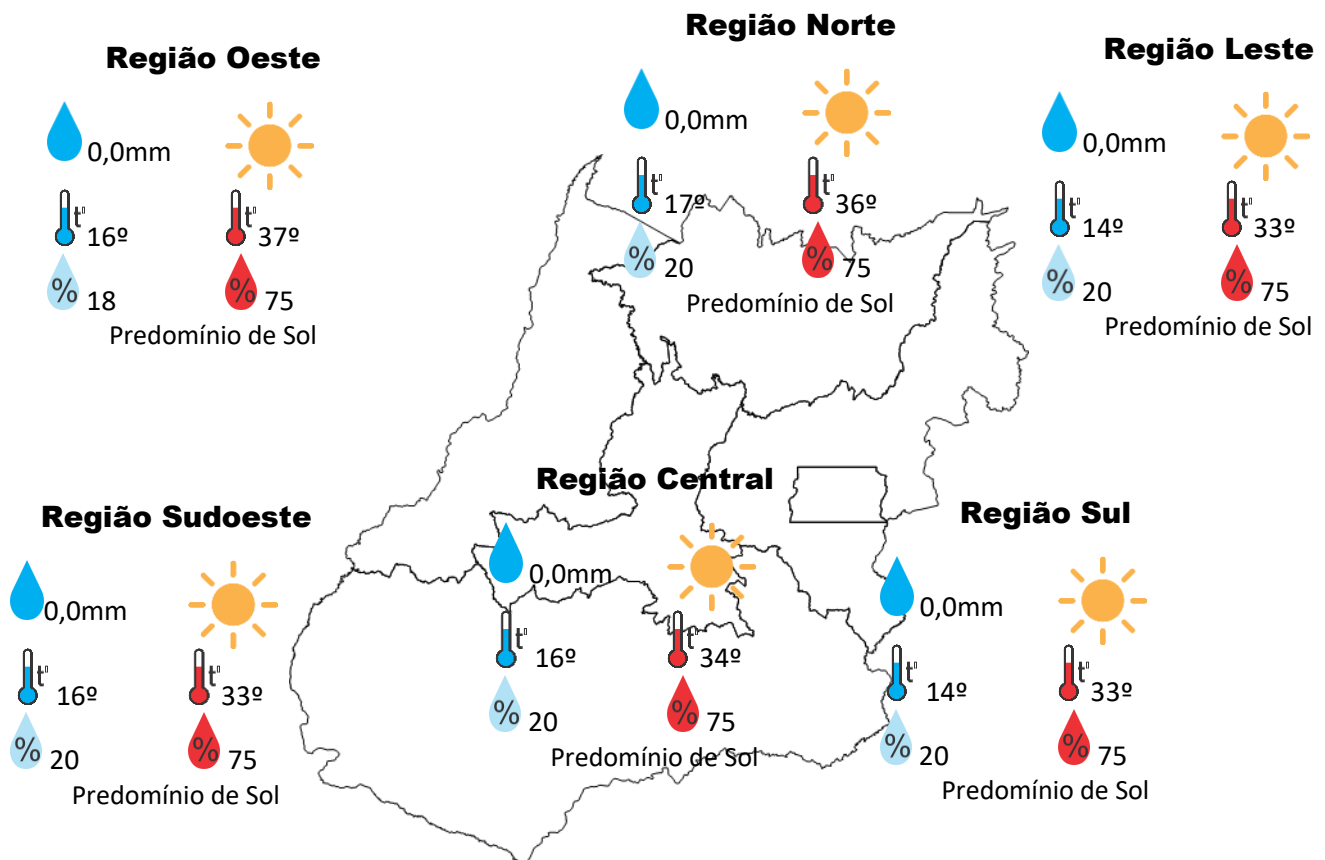 Região Oeste
0,0mm
t°
16º
t°
37º
%
18
%
75
Predomínio de Sol
Região Norte
0,0mm
t°
17º
t°
36º
%
20
%
75
Predomínio de Sol
Região Leste
0,0mm
t°
14º
t°
33º
%
20
%
75
Predomínio de Sol
Região Sudoeste
0,0mm
t°
16º
t°
33º
%
20
%
75
Predomínio de Sol
Região Central
0,0mm
t°
16º
t°
34º
%
20
%
75
Predomínio de Sol
Região Sul
0,0mm
t°
14º
t°
33º
%
20
%
75
Predomínio de Sol